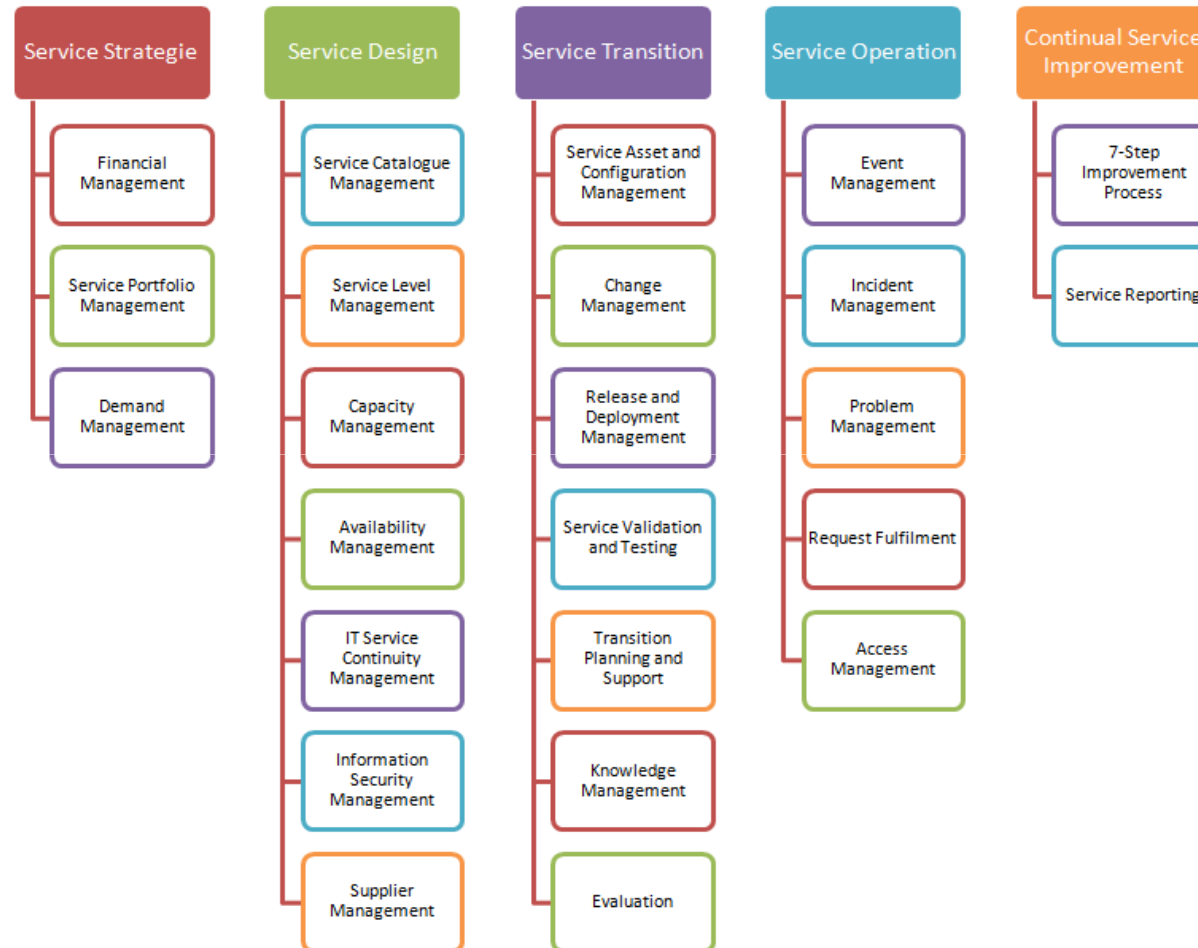 Service Strategie
Financial
Management
Service Portfolio
Management
Demand
Management
Service Design
Service Catalogue
Management
Service Level
Management
Capacity
Management
Availability
Management
IT Service
Continuity
Management
Information
Security
Management
Supplier
Management
Service Transition
Service Asset and
Configuration
Management
Change
Management
Release and
Deployment
Management
Service Validation
and Testing
Transition
Planning and
Support
Knowledge
Management
Evaluation
Service Operation
Event
Management
Incident
Management
Problem
Management
Request Fulfilment
Access
Management
Continual Service
Improvement
7-Step
Improvement
Process
Service Reporting